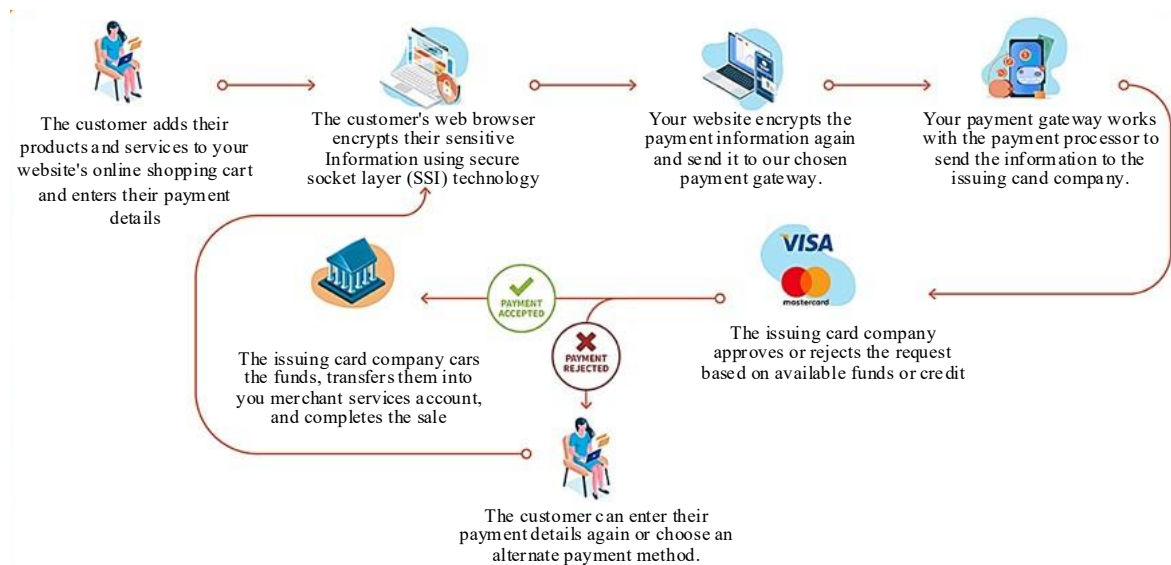 The customer adds their
products and services to your
website's online shopping cart
and enters their payment
details
The customer's web browser
encrypts their sensitive
Information using secure
socket layer (SSI) technology
Your website encrypts the
payment information again
and send it to our chosen
payment gateway.
Your payment gateway works
with the payment processor to
send the information to the
issuing cand company.
VISA
mastercard
The issuing card company
approves or rejects the request
based on available funds or credit
PAYMENT
ACCEPTED
PAYMENT
REJECTED
The issuing card company cars
the funds, transfers them into
you merchant services account,
and completes the sale
The customer can enter their
payment details again or choose an
alternate payment method.